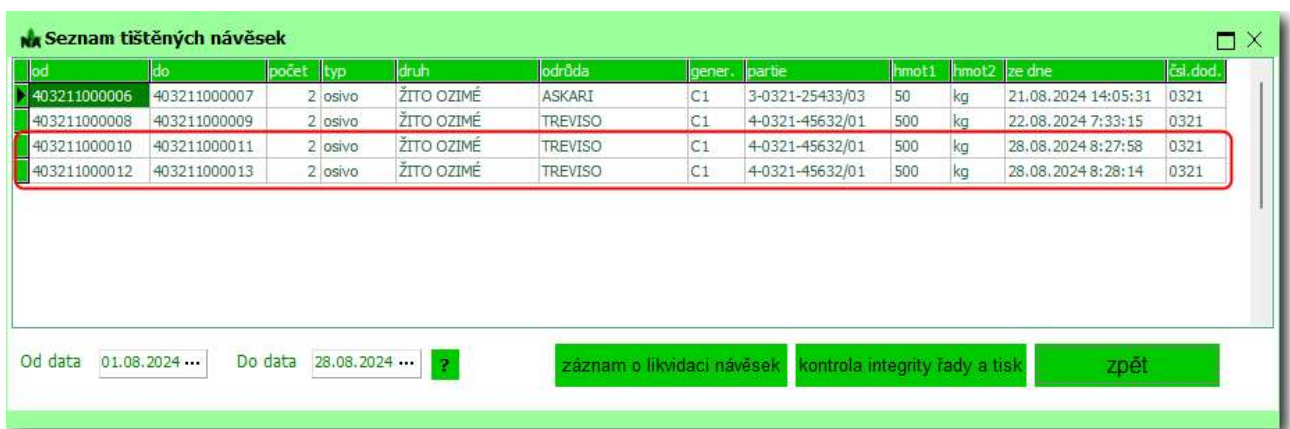 NA Seznam tištěných návěsek
od do počet typ druh odrůda gener. partie hmot1 hmot2 ze dne čsl.dod.
403211000006 403211000007 2 osivo ŽITO OZIMÉ ASKARI C1 3-0321-25433/03 50 kg 21.08.2024 14:05:31 0321
403211000008 403211000009 2 osivo ŽITO OZIMÉ TREVISO C1 4-0321-45632/01 500 kg 22.08.2024 7:33:15 0321
403211000010 403211000011 2 osivo ŽITO OZIMÉ TREVISO C1 4-0321-45632/01 500 kg 28.08.2024 8:27:58 0321
403211000012 403211000013 2 osivo ŽITO OZIMÉ TREVISO C1 4-0321-45632/01 500 kg 28.08.2024 8:28:14 0321
Od data 01.08.2024 ... Do data 28.08.2024 ... ? záznam o likvidaci návěsek kontrola integrity řady a tisk zpět